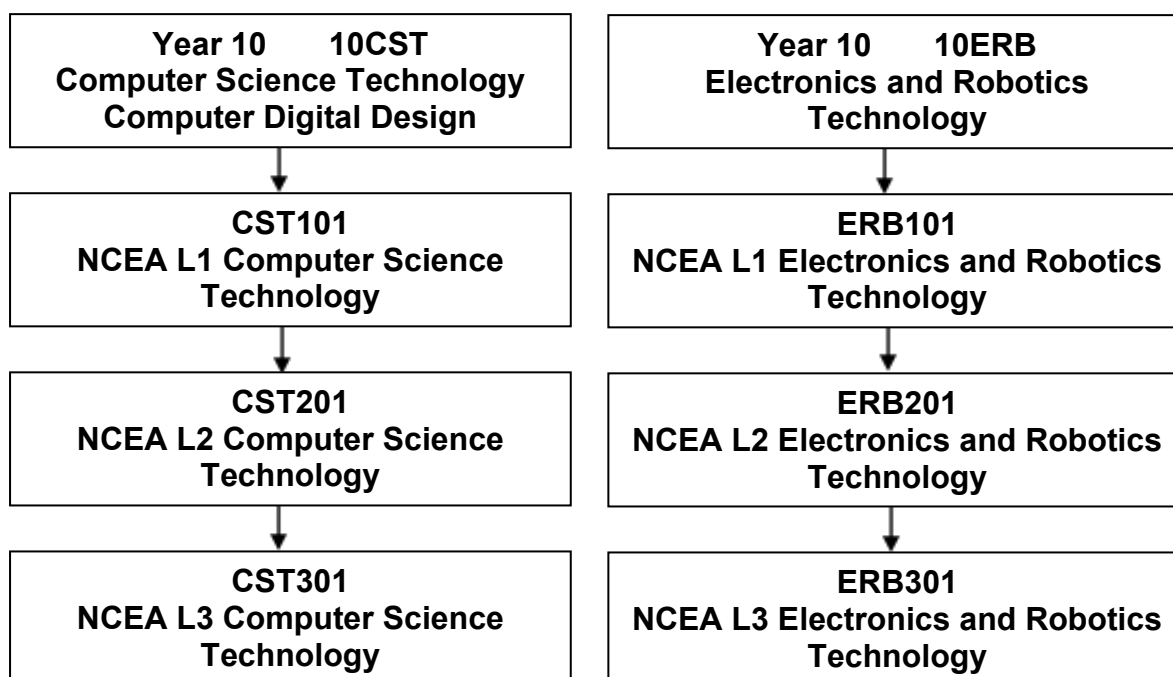 Year 10 10CST
Computer Science Technology
Computer Digital Design
CST101
NCEA L1 Computer Science
Technology
CST201
NCEA L2 Computer Science
Technology
CST301
NCEA L3 Computer Science
Technology
Year 10 10ERB
Electronics and Robotics
Technology
ERB101
NCEA L1 Electronics and Robotics
Technology
ERB201
NCEA L2 Electronics and Robotics
Technology
ERB301
NCEA L3 Electronics and Robotics
Technology